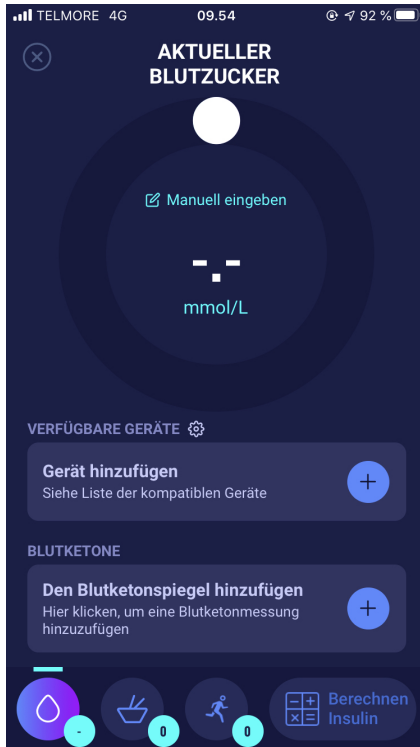 TELMORE 4G 09.54 92 %
AKTUELLER
BLUTZUCKER
Manuell eingeben
-.-
mmol/L
VERFÜGBARE GERÄTE
Gerät hinzufügen
Siehe Liste der kompatiblen Geräte
BLUTKETONE
Den Blutketonspiegel hinzufügen
Hier klicken, um eine Blutketonmessung
hinzuzufügen
- 0 0
Berechnen
Insulin